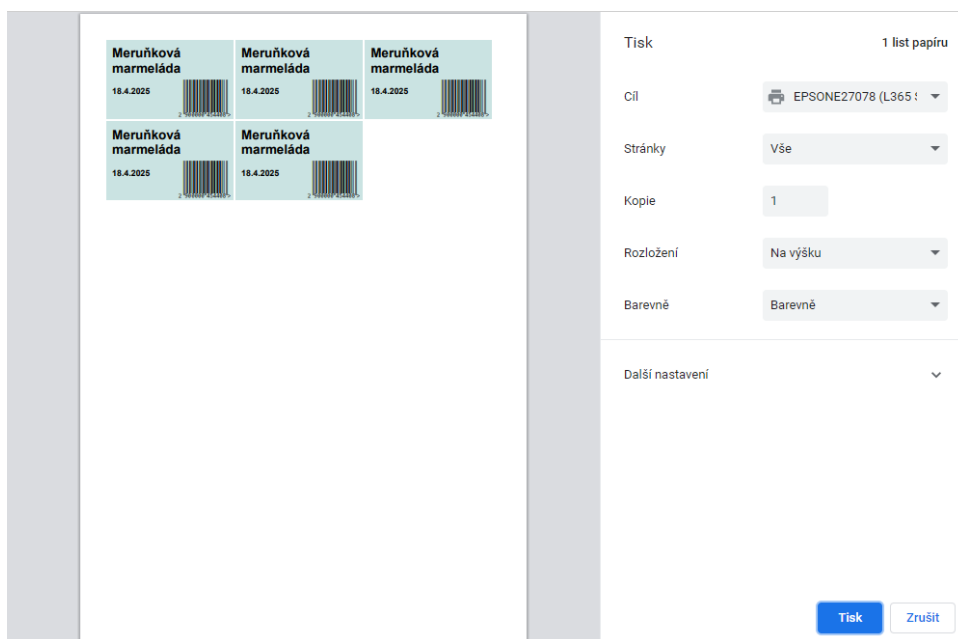 Meruňková
marmeláda
18.4.2025
Meruňková
marmeláda
18.4.2025
Meruňková
marmeláda
18.4.2025
Meruňková
marmeláda
18.4.2025
Meruňková
marmeláda
18.4.2025
Tisk
1 list papíru
Cíl
EPSONE27078 (L365 S
Stránky
Vše
Kopie
1
Rozložení
Na výšku
Barevně
Barevně
Další nastavení
Tisk
Zrušit